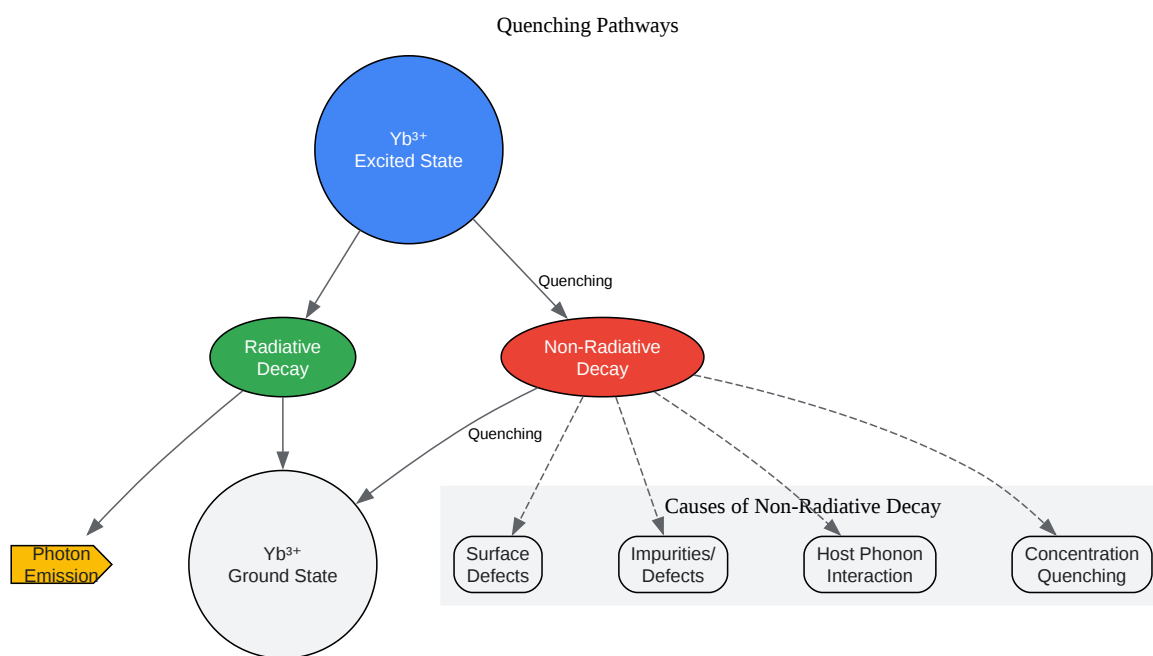 Quenching Pathways
Yb³⁺
Excited State
Quenching
Radiative
Decay
Non-Radiative
Decay
Quenching
Causes of Non-Radiative Decay
Photon
Emission
Yb³⁺
Ground State
Surface
Defects
Impurities/
Defects
Host Phonon
Interaction
Concentration
Quenching